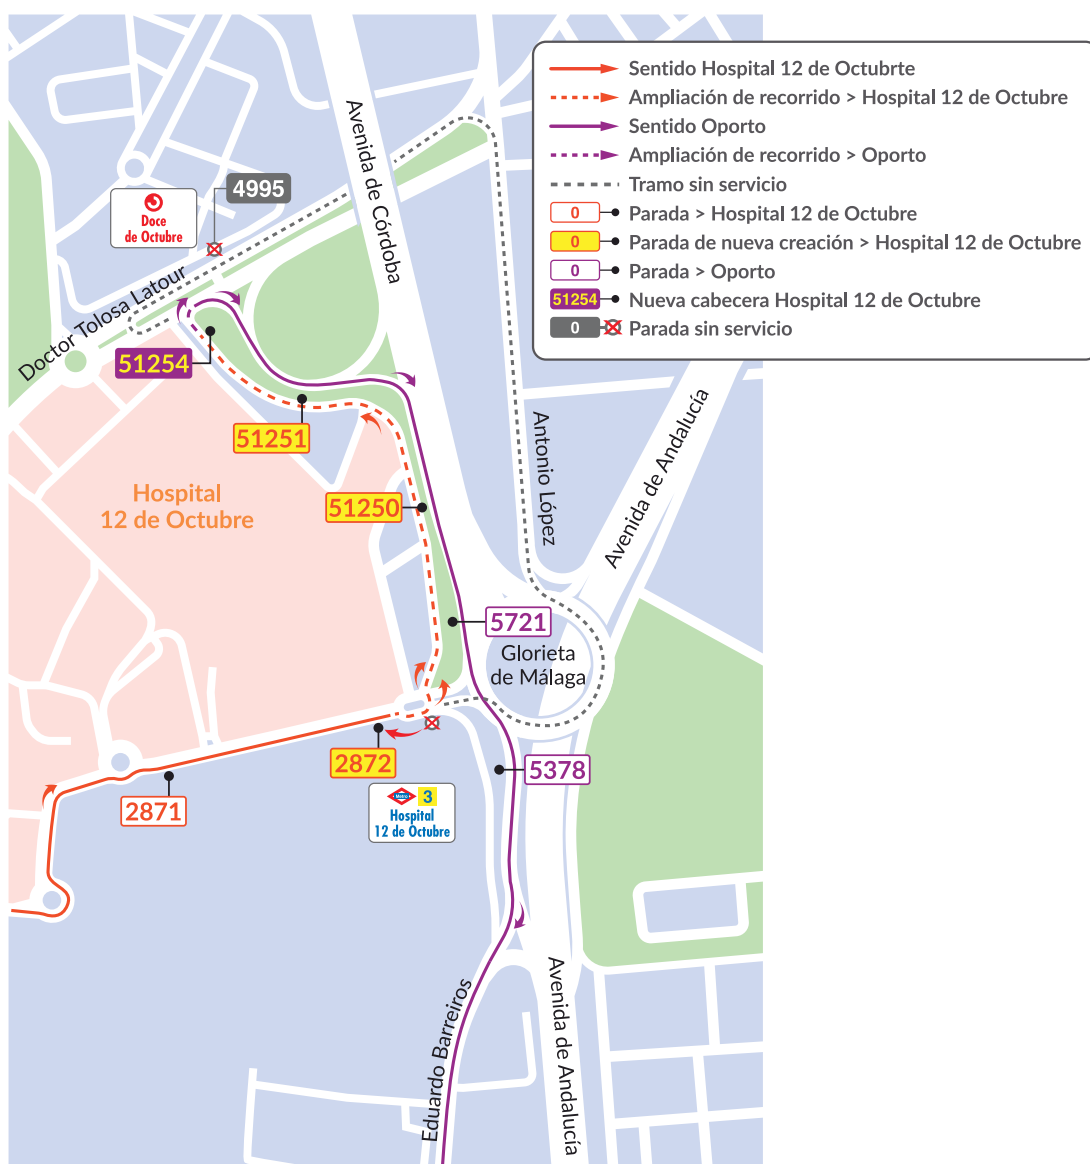 Sentido Hospital 12 de Octubrte
Ampliación de recorrido > Hospital 12 de Octubre
Sentido Oporto
Ampliación de recorrido > Oporto
Tramo sin servicio
0 Parada > Hospital 12 de Octubre
0 Parada de nueva creación > Hospital 12 de Octubre
0 Parada > Oporto
51254 Nueva cabecera Hospital 12 de Octubre
0 Parada sin servicio
Avenida de Córdoba
4995
Doce
de Octubre
Doctor Tolosa Latour
51254
51251
Hospital
12 de Octubre
51250
Antonio López
Avenida de Andalucía
5721
Glorieta
de Málaga
2872
5378
2871
Metro 3
Hospital
12 de Octubre
Eduardo Barreiros
Avenida de Andalucía